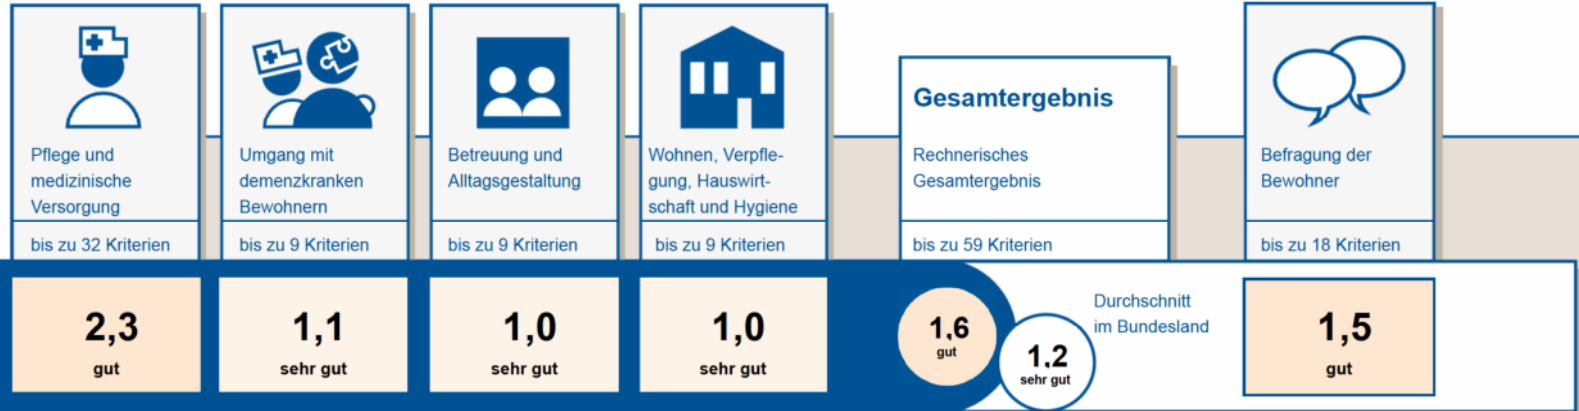 Pflege und
medizinische
Versorgung
bis zu 32 Kriterien
2,3
gut
Umgang mit
demenzkranken
Bewohnern
bis zu 9 Kriterien
1,1
sehr gut
Betreuung und
Alltagsgestaltung
bis zu 9 Kriterien
1,0
sehr gut
Wohnen, Verpfle-
gung, Hauswirt-
schaft und Hygiene
bis zu 9 Kriterien
1,0
sehr gut
Gesamtergebnis
Rechnerisches
Gesamtergebnis
bis zu 59 Kriterien
1,6
gut
1,2
sehr gut
Durchschnitt
im Bundesland
Befragung der
Bewohner
bis zu 18 Kriterien
1,5
gut